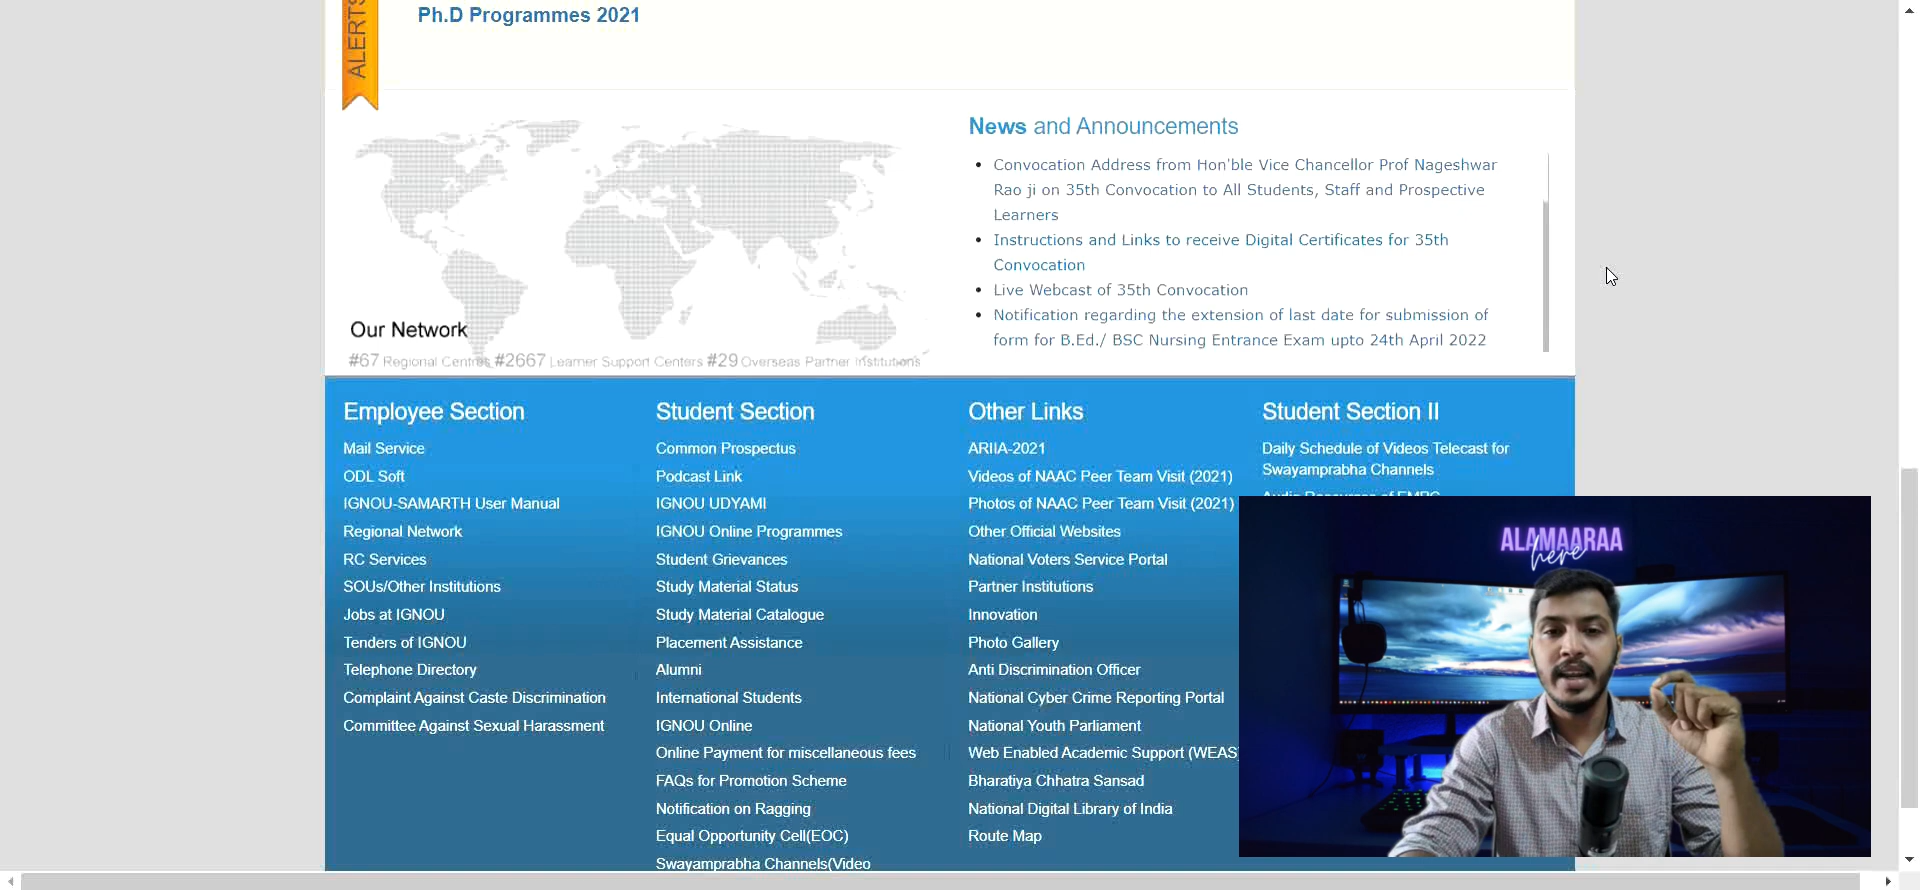 Ph.D Programmes 2021
ALERTS
News and Announcements
Convocation Address from Hon'ble Vice Chancellor Prof Nageshwar
Rao ji on 35th Convocation to All Students, Staff and Prospective
Learners
Instructions and Links to receive Digital Certificates for 35th
Convocation
Live Webcast of 35th Convocation
Notification regarding the extension of last date for submission of
form for B.Ed./ BSC Nursing Entrance Exam upto 24th April 2022
Our Network
#67 Regional Centres #2667 Learner Support Centers #29 Overseas Partner Institutions
Employee Section
Mail Service
ODL Soft
IGNOU-SAMARTH User Manual
Regional Network
RC Services
SOUs/Other Institutions
Jobs at IGNOU
Tenders of IGNOU
Telephone Directory
Complaint Against Caste Discrimination
Committee Against Sexual Harassment
Student Section
Common Prospectus
Podcast Link
IGNOU UDYAMI
IGNOU Online Programmes
Student Grievances
Study Material Status
Study Material Catalogue
Placement Assistance
Alumni
International Students
IGNOU Online
Online Payment for miscellaneous fees
FAQs for Promotion Scheme
Notification on Ragging
Equal Opportunity Cell(EOC)
Swayamprabha Channels(Video
Other Links
ARIIA-2021
Videos of NAAC Peer Team Visit (2021)
Photos of NAAC Peer Team Visit (2021)
Other Official Websites
National Voters Service Portal
Partner Institutions
Innovation
Photo Gallery
Anti Discrimination Officer
National Cyber Crime Reporting Portal
National Youth Parliament
Web Enabled Academic Support (WEAS)
Bharatiya Chhatra Sansad
National Digital Library of India
Route Map
Student Section II
Daily Schedule of Videos Telecast for
Swayamprabha Channels
Audio Resources of EMPC
ALAMAARAA
here